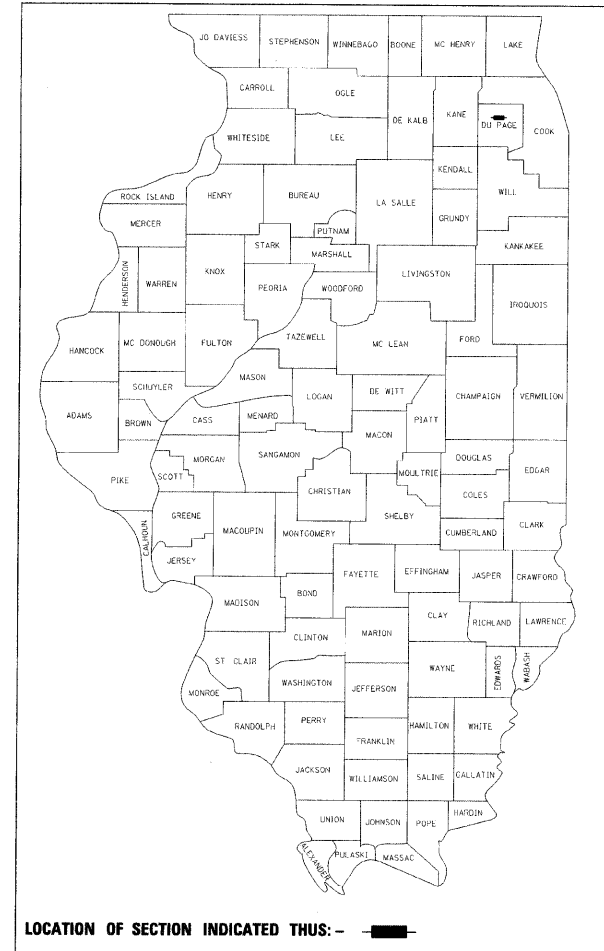 JO DAVIESS STEPHENSON WINNEBAGO BOONE MC HENRY LAKE
CARROLL OGLE DE KALB KANE DU PAGE COOK
WHITESIDE LEE
KENDALL WILL
ROCK ISLAND HENRY BUREAU LA SALLE GRUNDY
MERCER PUTNAM KANKAKEE
STARK MARSHALL
HENDERSON WARREN KNOX PEORIA WOODFORD LIVINGSTON IROQUOIS
HANCOCK MC DONOUGH FULTON TAZEWELL MC LEAN FORD
MASON
SCHUYLER LOGAN DE WITT CHAMPAIGN VERMILION
ADAMS BROWN CASS MENARD MACON PIATT
MORGAN SANGAMON DOUGLAS
PIKE SCOTT CHRISTIAN MOULTRIE COLES EDGAR
GREENE MACOUPIN MONTGOMERY SHELBY CUMBERLAND CLARK
CALHOUN JERSEY FAYETTE EFFINGHAM JASPER CRAWFORD
MADISON BOND
CLINTON MARION CLAY RICHLAND LAWRENCE
ST CLAIR WAYNE EDWARDS WABASH
MONROE WASHINGTON JEFFERSON
RANDOLPH PERRY HAMILTON WHITE
FRANKLIN
JACKSON WILLIAMSON SALINE GALLATIN
UNION JOHNSON POPE HARDIN
ALEXANDER PULASKI MASSAC
LOCATION OF SECTION INDICATED THUS: -